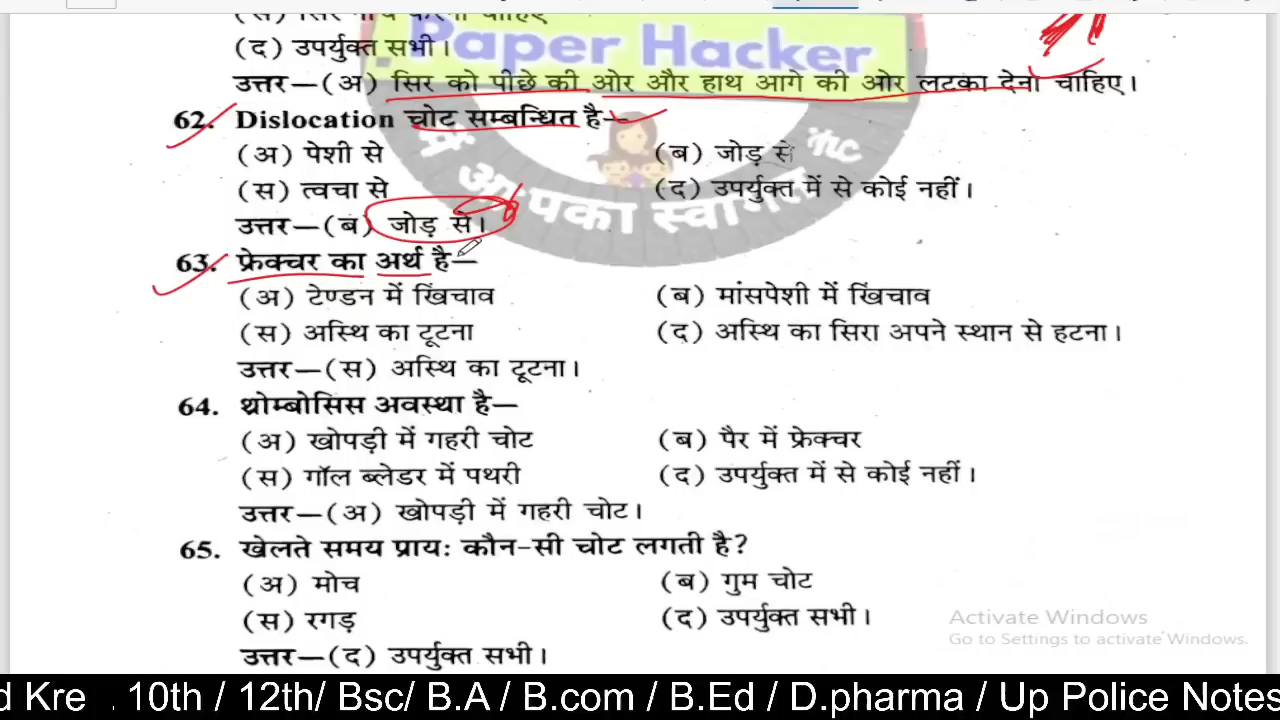 Paper Hacker
(द) उपर्युक्त सभी।
उत्तर—(अ) सिर को पीछे की ओर और हाथ आगे की ओर लटका देना चाहिए।
62. Dislocation चोट सम्बन्धित है—
(अ) पेशी से (ब) जोड़ से
(स) त्वचा से (द) उपर्युक्त में से कोई नहीं।
उत्तर—(ब) जोड़ से।
में आपका स्वागत
63. फ्रेक्चर का अर्थ है—
(अ) टेण्डन में खिंचाव (ब) मांसपेशी में खिंचाव
(स) अस्थि का टूटना (द) अस्थि का सिरा अपने स्थान से हटना।
उत्तर—(स) अस्थि का टूटना।
64. थ्रोम्बोसिस अवस्था है—
(अ) खोपड़ी में गहरी चोट (ब) पैर में फ्रेक्चर
(स) गॉल ब्लेडर में पथरी (द) उपर्युक्त में से कोई नहीं।
उत्तर—(अ) खोपड़ी में गहरी चोट।
65. खेलते समय प्रायः कौन-सी चोट लगती है?
(अ) मोच (ब) गुम चोट
(स) रगड़ (द) उपर्युक्त सभी।
उत्तर—(द) उपर्युक्त सभी।
Activate Windows
Go to Settings to activate Windows.
d Kre . 10th / 12th/ Bsc/ B.A / B.com / B.Ed / D.pharma / Up Police Notes